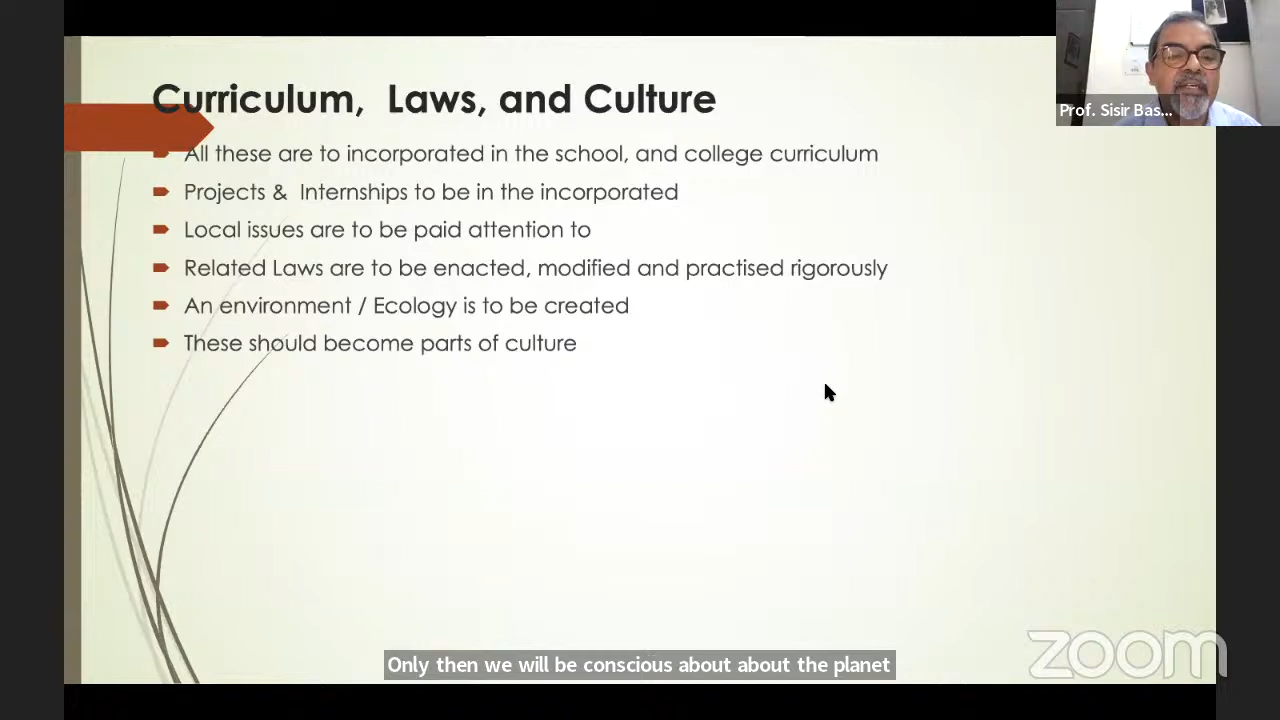 Curriculum, Laws, and Culture
All these are to incorporated in the school, and college curriculum
Projects & Internships to be in the incorporated
Local issues are to be paid attention to
Related Laws are to be enacted, modified and practised rigorously
An environment / Ecology is to be created
These should become parts of culture
Prof. Sisir Bas...
Only then we will be conscious about about the planet
zoom